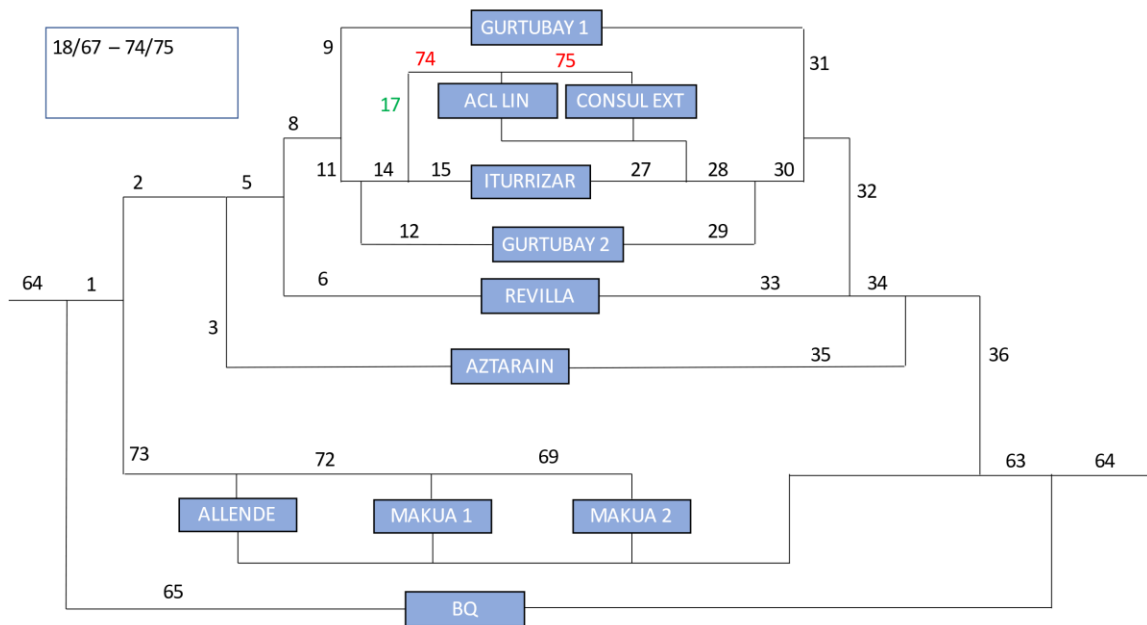 18/67 – 74/75
GURTUBAY 1
9
74
75
31
17
ACL LIN
CONSUL EXT
8
11
14
15
ITURRIZAR
27
28
30
2
5
32
12
GURTUBAY 2
29
64
1
6
REVILLA
33
34
3
AZTARAIN
35
36
73
72
69
63
64
ALLENDE
MAKUA 1
MAKUA 2
65
BQ